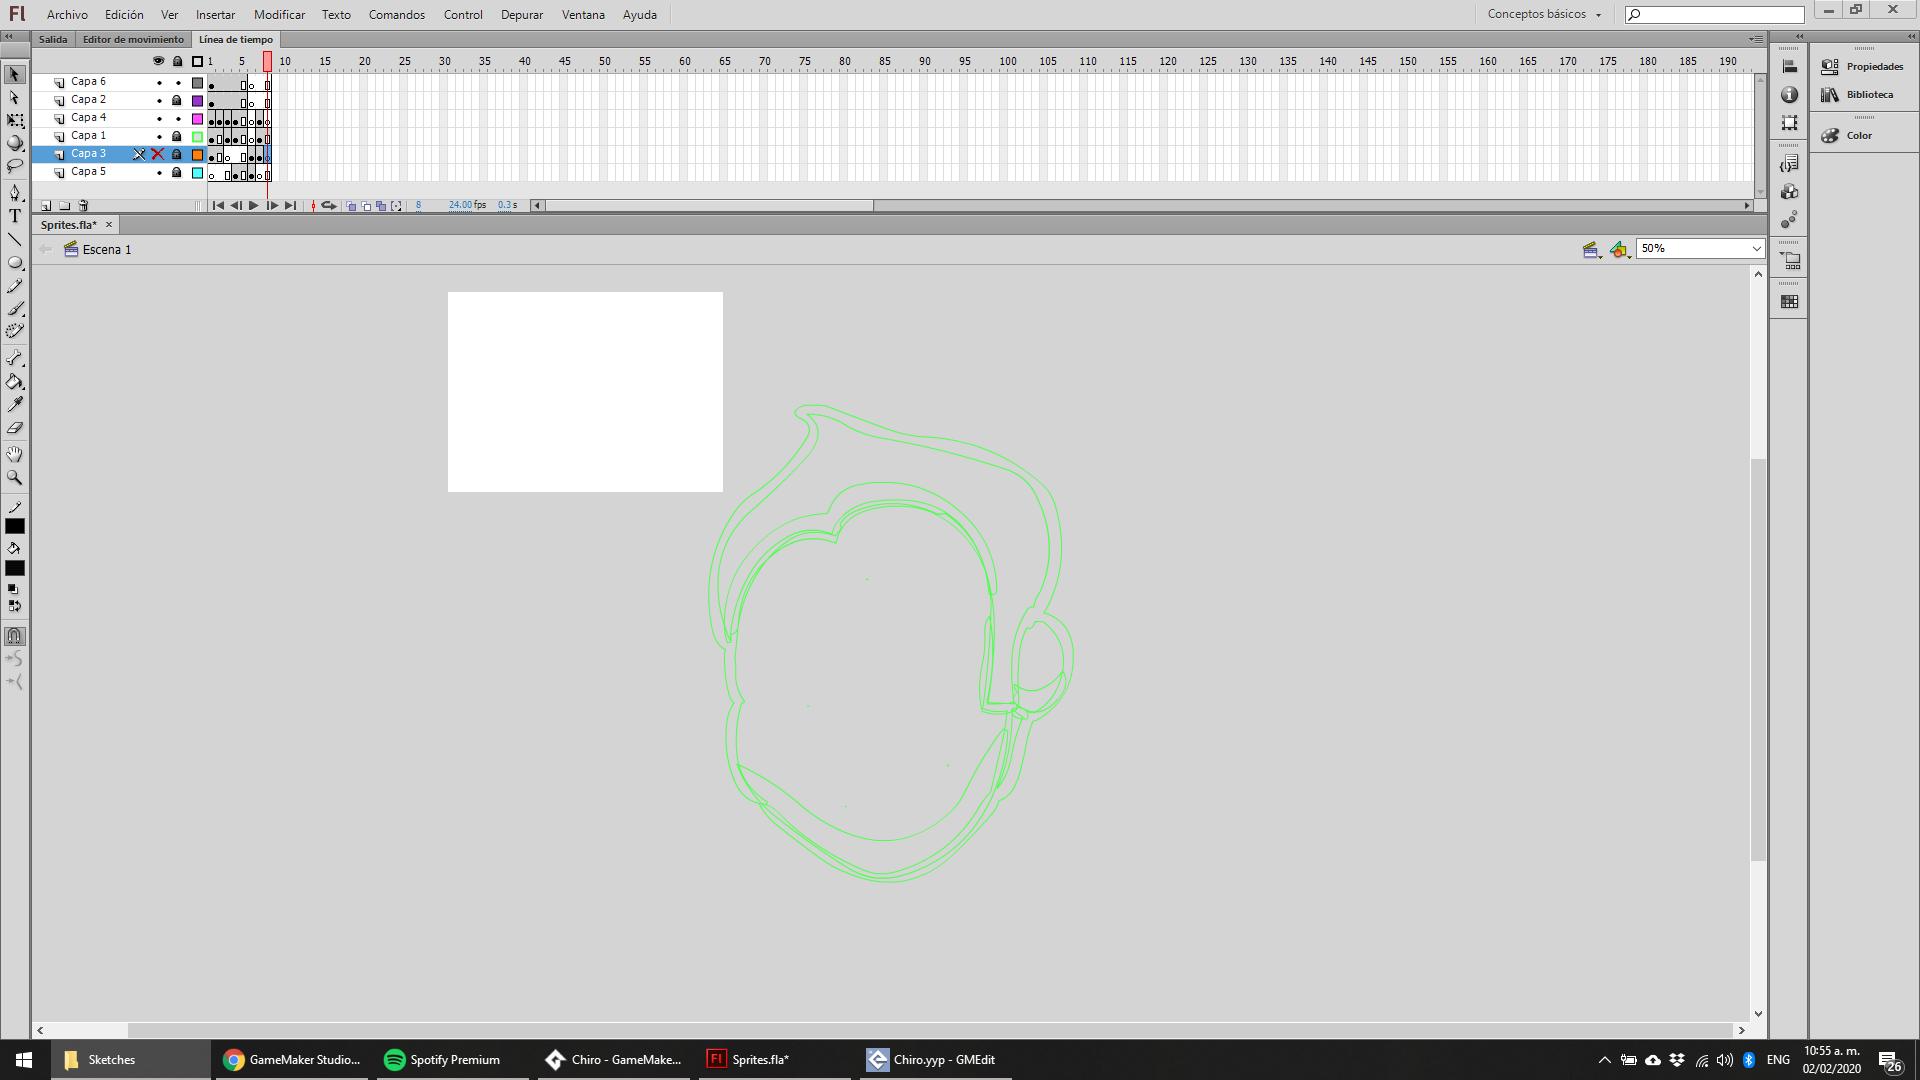 Fl Archivo Edición Ver Insertar Modificar Texto Comandos Control Depurar Ventana Ayuda Conceptos básicos
Salida Editor de movimiento Línea de tiempo
1 5 10 15 20 25 30 35 40 45 50 55 60 65 70 75 80 85 90 95 100 105 110 115 120 125 130 135 140 145 150 155 160 165 170 175 180 185 190
Capa 6
Capa 2
Capa 4
Capa 1
Capa 3
Capa 5
8 24.00 fps 0.3 s
Sprites.fla*
Escena 1 50%
Propiedades
Biblioteca
Color
T
Sketches GameMaker Studio... Spotify Premium Chiro - GameMake... Fl Sprites.fla* Chiro.yyp - GMEdit ENG 10:55 a. m.
02/02/2020 26